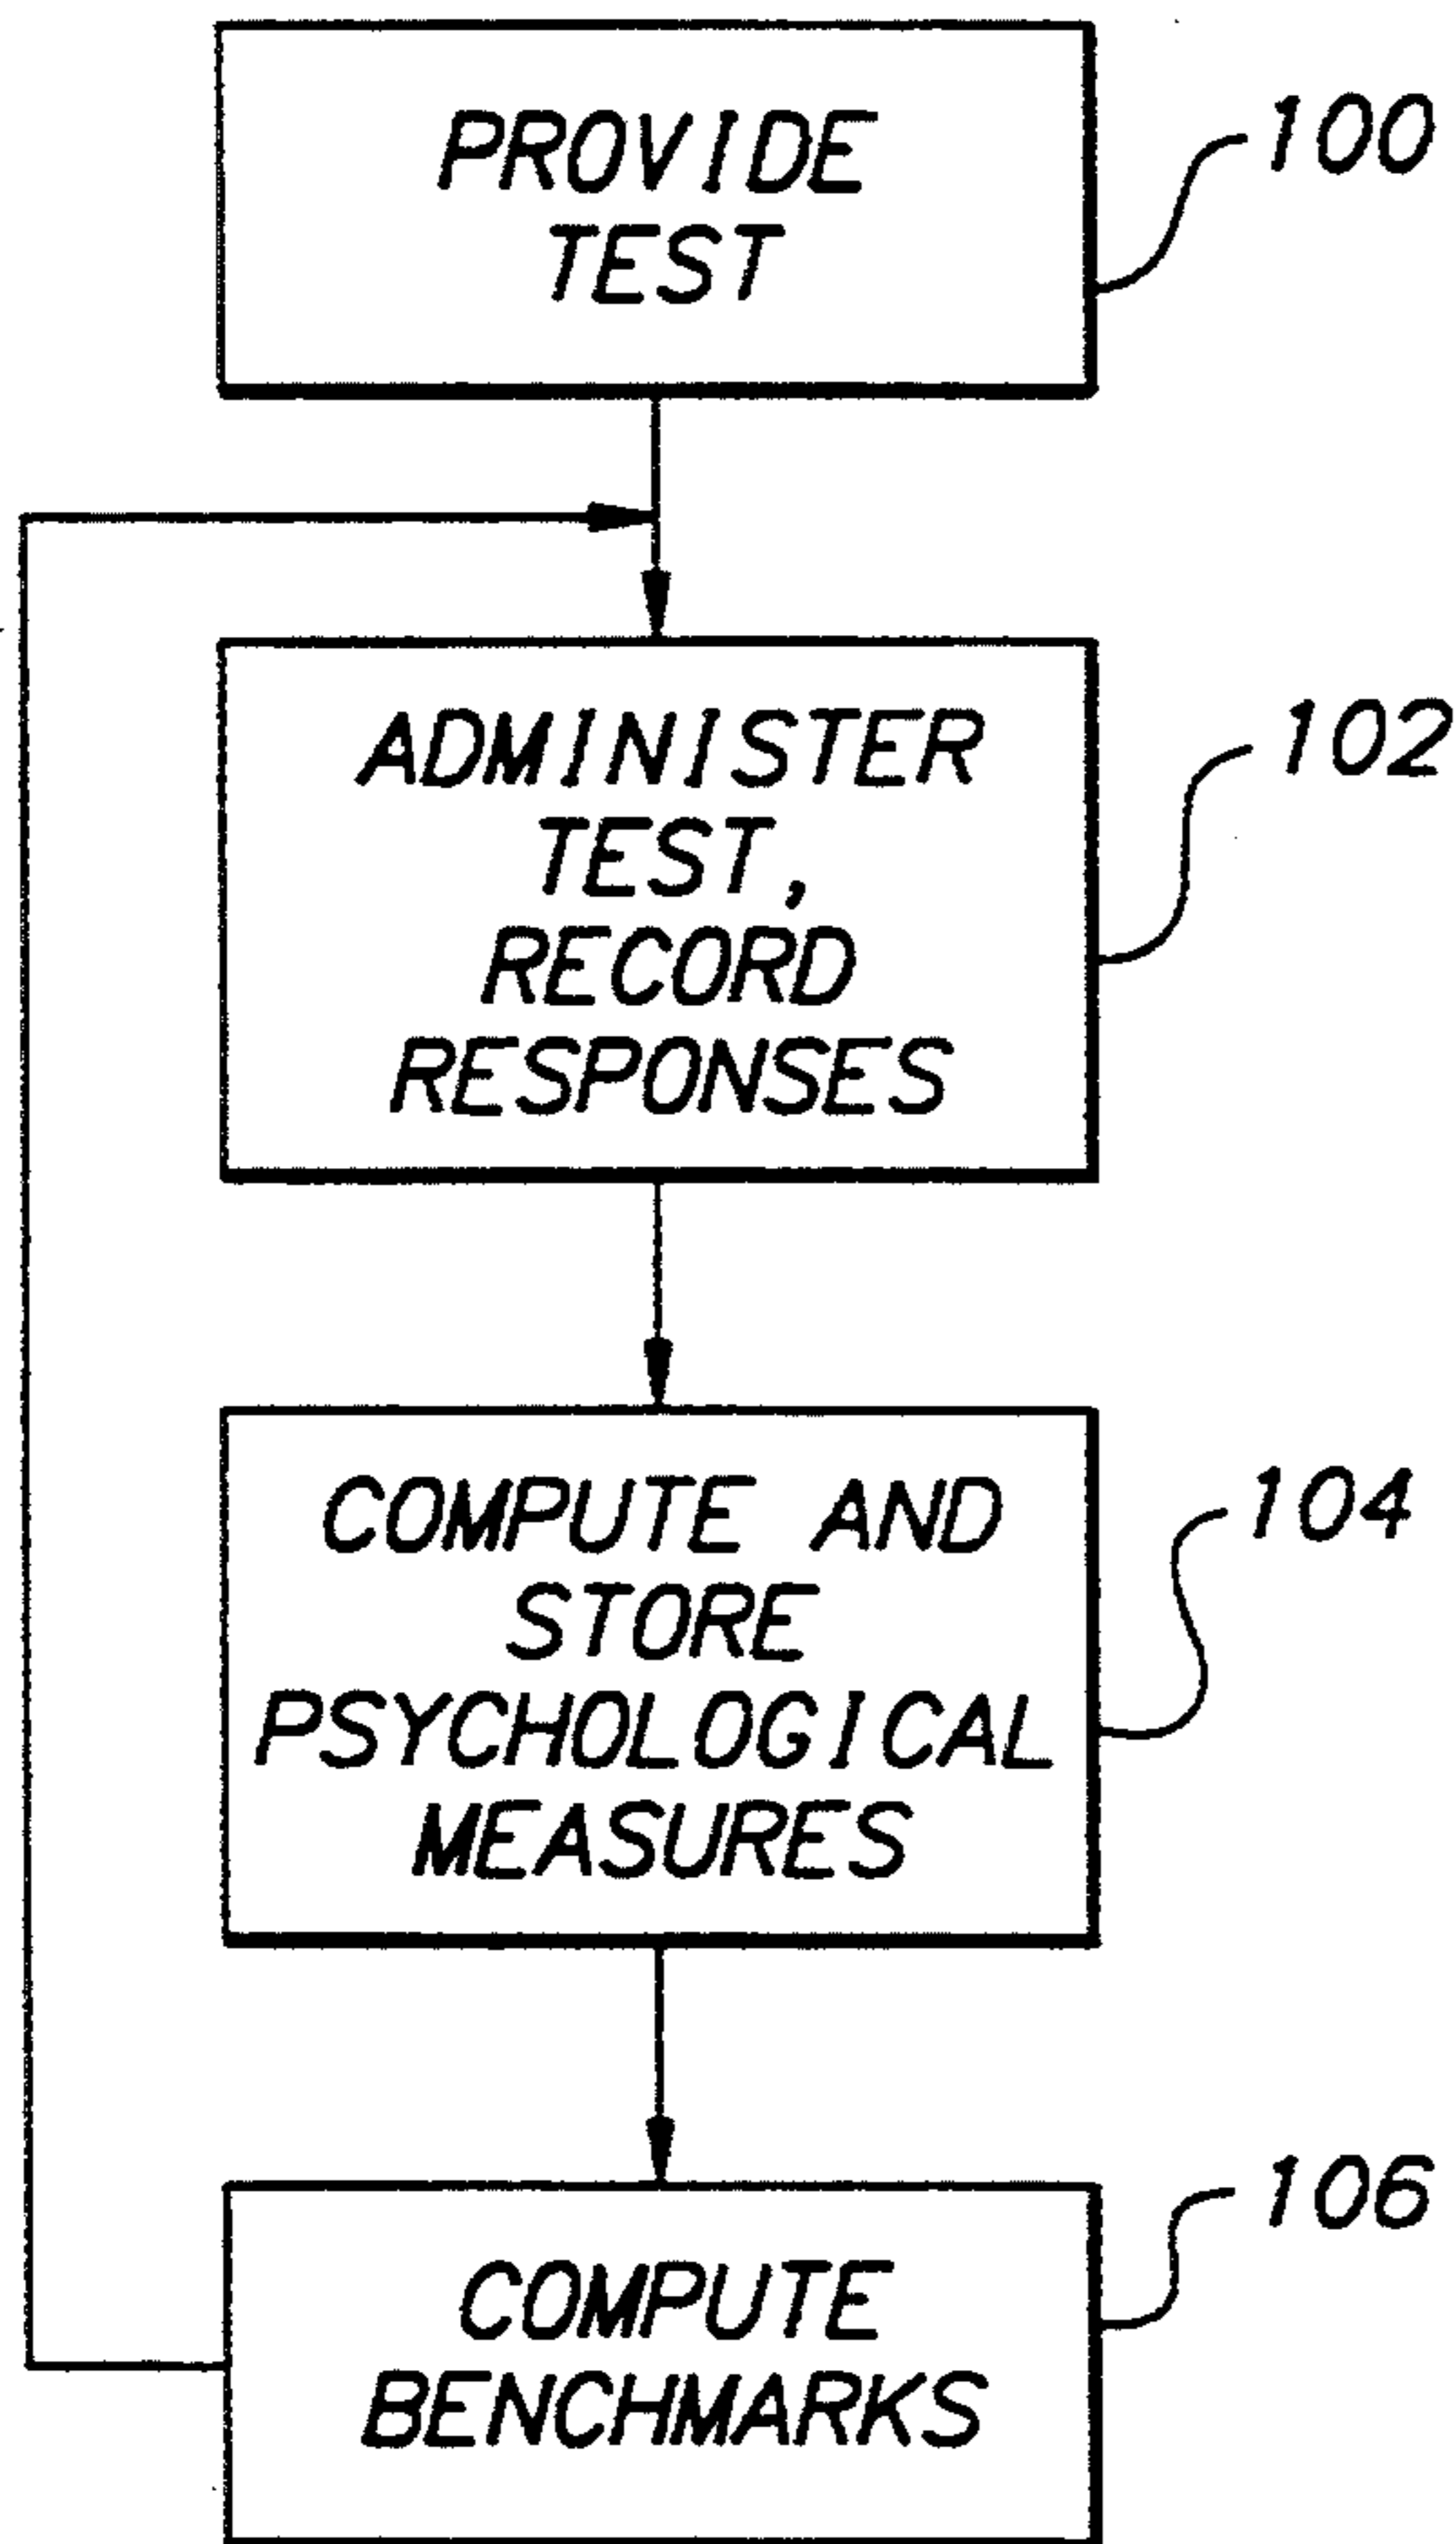 PROVIDE
TEST
100
ADMINISTER
TEST,
RECORD
RESPONSES
102
COMPUTE AND
STORE
PSYCHOLOGICAL
MEASURES
104
COMPUTE
BENCHMARKS
106